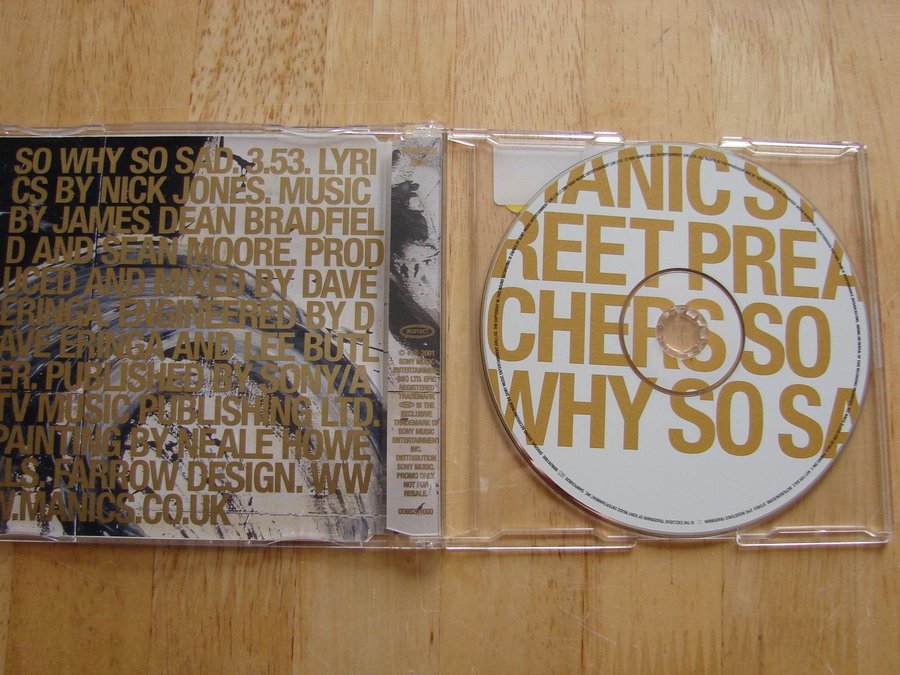 SO WHY SO SAD. 3.53. LYRI
CS BY NICK JONES. MUSIC
BY JAMES DEAN BRADFIEL
D AND SEAN MOORE. PROD
UCED AND MIXED BY DAVE
ERINGA ENGINEERED BY D
AVE ERINGA AND LEE BUTL
ER. PUBLISHED BY SONY/A
TV MUSIC PUBLISHING LTD.
PAINTING BY NEALE HOWE
LLS. FARROW DESIGN. WW
W.MANICS.CO.UK
EPIC
2001
SONY MUSIC
ENTERTAINMENT
(UK) LTD. EPIC
REGISTERED
TRADEMARK.
IS THE
EXCLUSIVE
TRADEMARK OF
SONY MUSIC
ENTERTAINMENT
INC.
DISTRIBUTION
SONY MUSIC.
PROMO ONLY.
NOT FOR
RESALE.
MANIC ST
REET PREA
CHERS SO
WHY SO SA